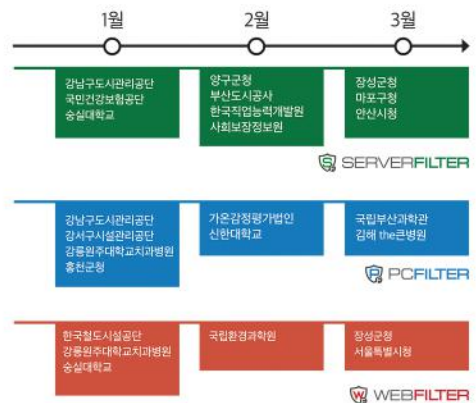 1월
2월
3월
강남구도시관리공단
국민건강보험공단
숭실대학교
양구군청
부산도시공사
한국직업능력개발원
사회보장정보원
장성군청
마포구청
안산시청
S SERVERFILTER
강남구도시관리공단
강서구시설관리공단
강릉원주대학교치과병원
홍천군청
가온감정평가법인
신한대학교
국립부산과학관
김해 the큰병원
P PCFILTER
한국철도시설공단
강릉원주대학교치과병원
숭실대학교
국립환경과학원
장성군청
서울특별시청
W WEBFILTER